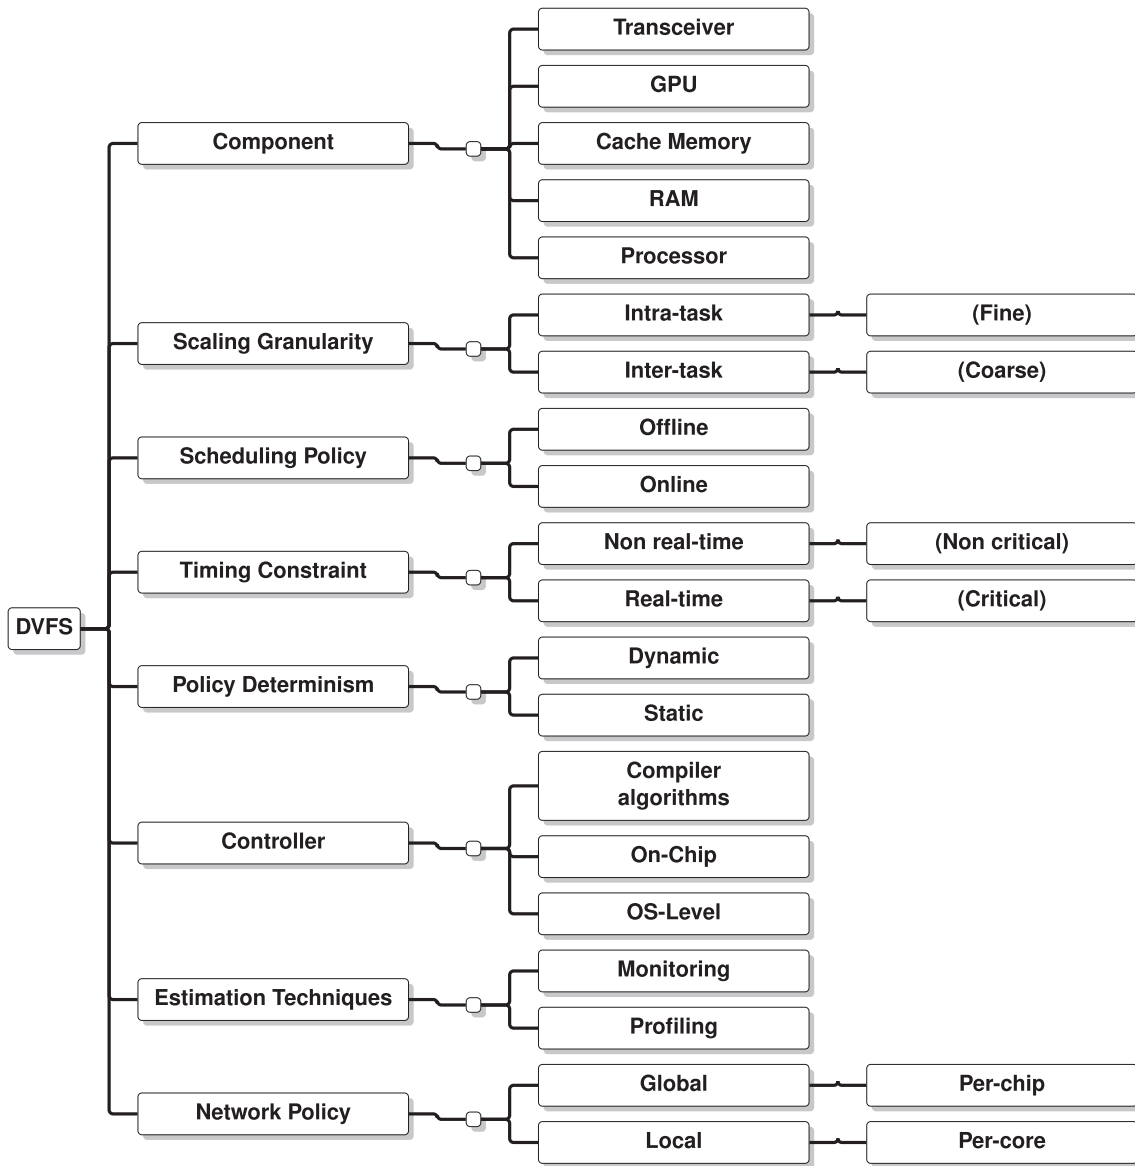 Transceiver
GPU
Component
Cache Memory
RAM
Processor
Intra-task
(Fine)
Scaling Granularity
Inter-task
(Coarse)
Offline
Scheduling Policy
Online
Non real-time
(Non critical)
Timing Constraint
Real-time
(Critical)
DVFS
Dynamic
Policy Determinism
Static
Compiler
algorithms
Controller
On-Chip
OS-Level
Monitoring
Estimation Techniques
Profiling
Global
Per-chip
Network Policy
Local
Per-core